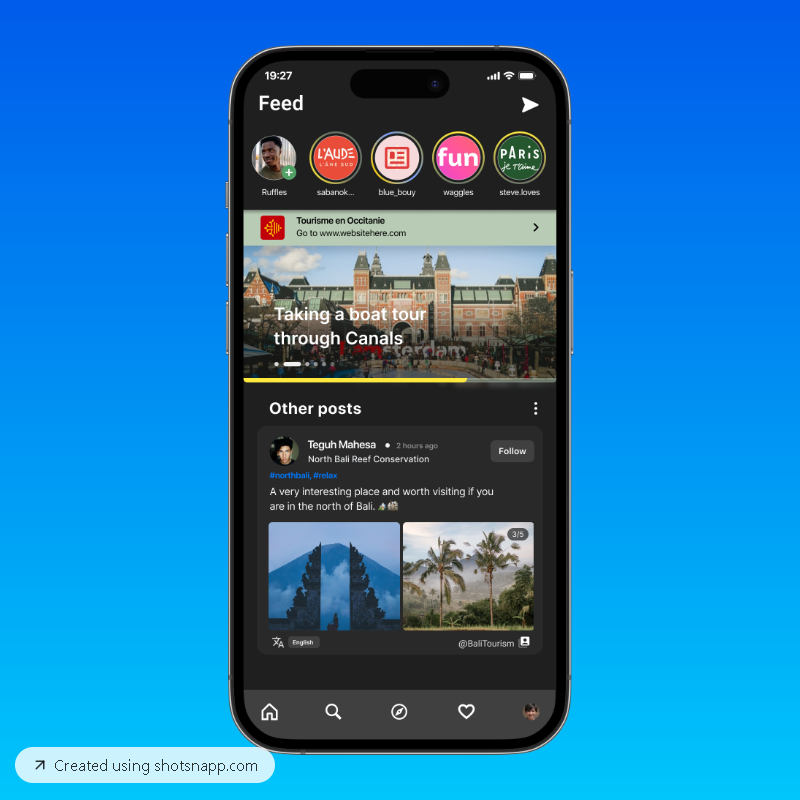 19:27
Feed
L'AUDE
L'ÂME SUD
fun
PARiS
je t'aime
Ruffles
sabanok...
blue_bouy
waggles
steve.loves
Tourisme en Occitanie
Go to www.websitehere.com
Taking a boat tour
through Canals
sterdam
Other posts
Teguh Mahesa • 2 hours ago
North Bali Reef Conservation
Follow
#northbali, #relax
A very interesting place and worth visiting if you
are in the north of Bali.
3/5
English
@BaliTourism
Created using shotsnapp.com